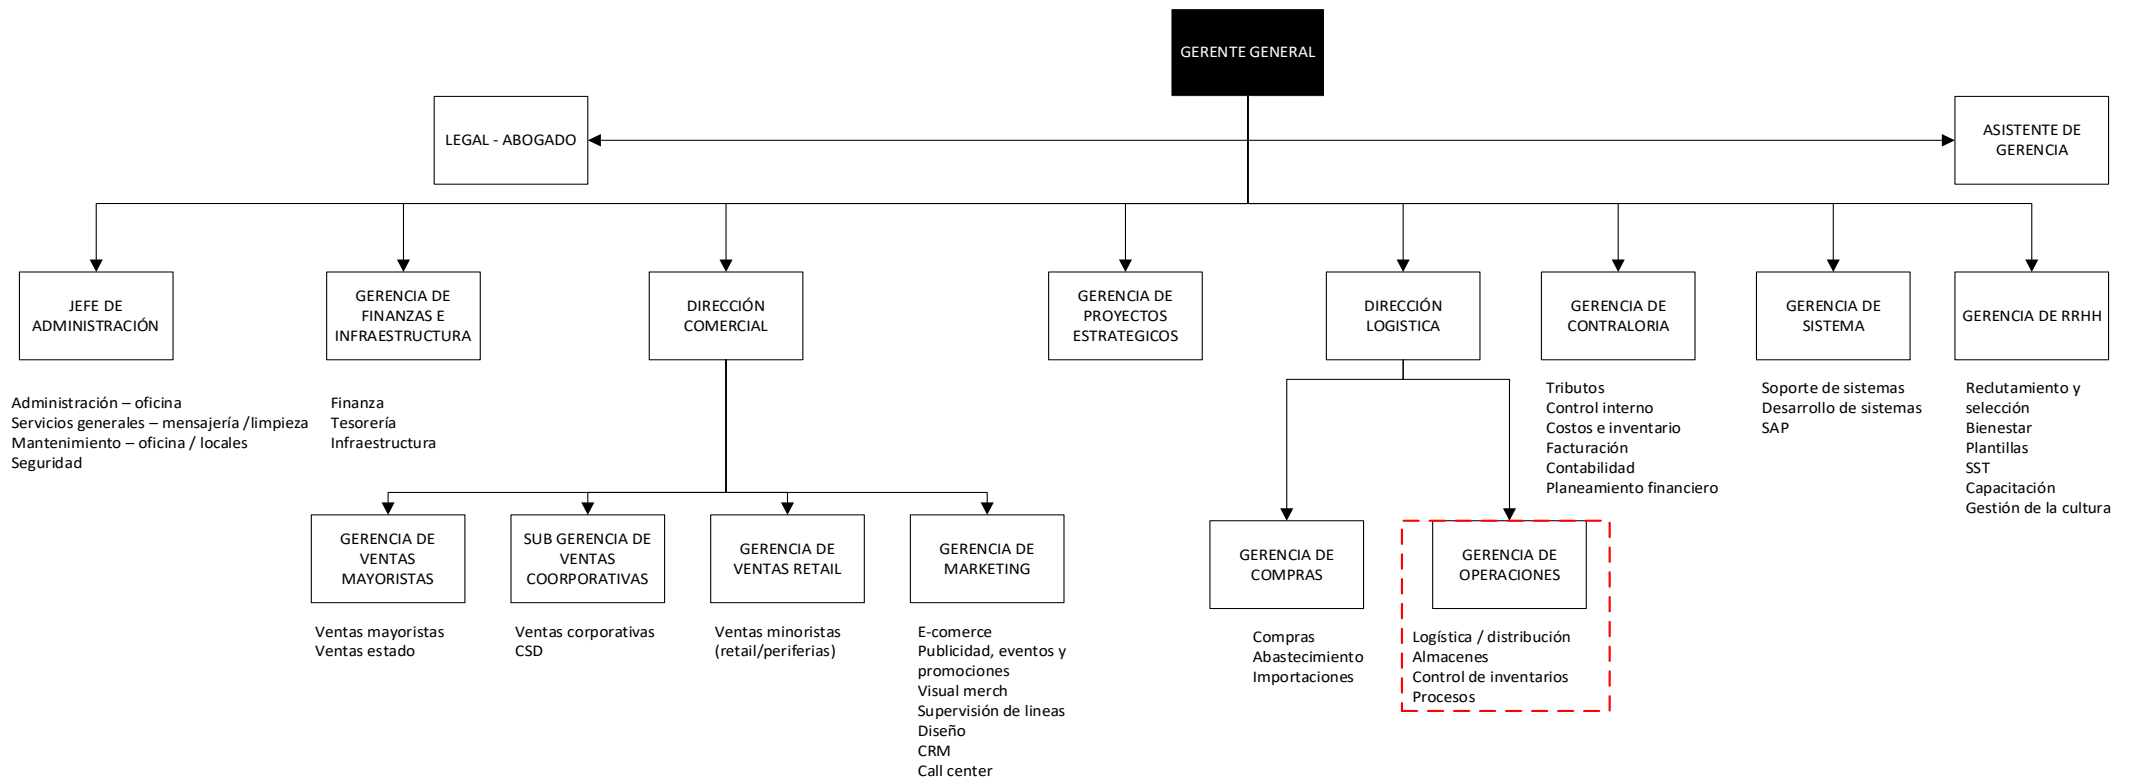 GERENTE GENERAL
LEGAL - ABOGADO
ASISTENTE DE
GERENCIA
JEFE DE
ADMINISTRACIÓN
Administración – oficina
Servicios generales – mensajería /limpieza
Mantenimiento – oficina / locales
Seguridad
GERENCIA DE
FINANZAS E
INFRAESTRUCTURA
Finanza
Tesorería
Infraestructura
DIRECCIÓN
COMERCIAL
GERENCIA DE
PROYECTOS
ESTRATEGICOS
DIRECCIÓN
LOGISTICA
GERENCIA DE
CONTRALORIA
Tributos
Control interno
Costos e inventario
Facturación
Contabilidad
Planeamiento financiero
GERENCIA DE
SISTEMA
Soporte de sistemas
Desarrollo de sistemas
SAP
GERENCIA DE RRHH
Reclutamiento y
selección
Bienestar
Plantillas
SST
Capacitación
Gestión de la cultura
GERENCIA DE
VENTAS
MAYORISTAS
Ventas mayoristas
Ventas estado
SUB GERENCIA DE
VENTAS
COORPORATIVAS
Ventas corporativas
CSD
GERENCIA DE
VENTAS RETAIL
Ventas minoristas
(retail/periferias)
GERENCIA DE
MARKETING
E-comerce
Publicidad, eventos y
promociones
Visual merch
Supervisión de lineas
Diseño
CRM
Call center
GERENCIA DE
COMPRAS
Compras
Abastecimiento
Importaciones
GERENCIA DE
OPERACIONES
Logística / distribución
Almacenes
Control de inventarios
Procesos